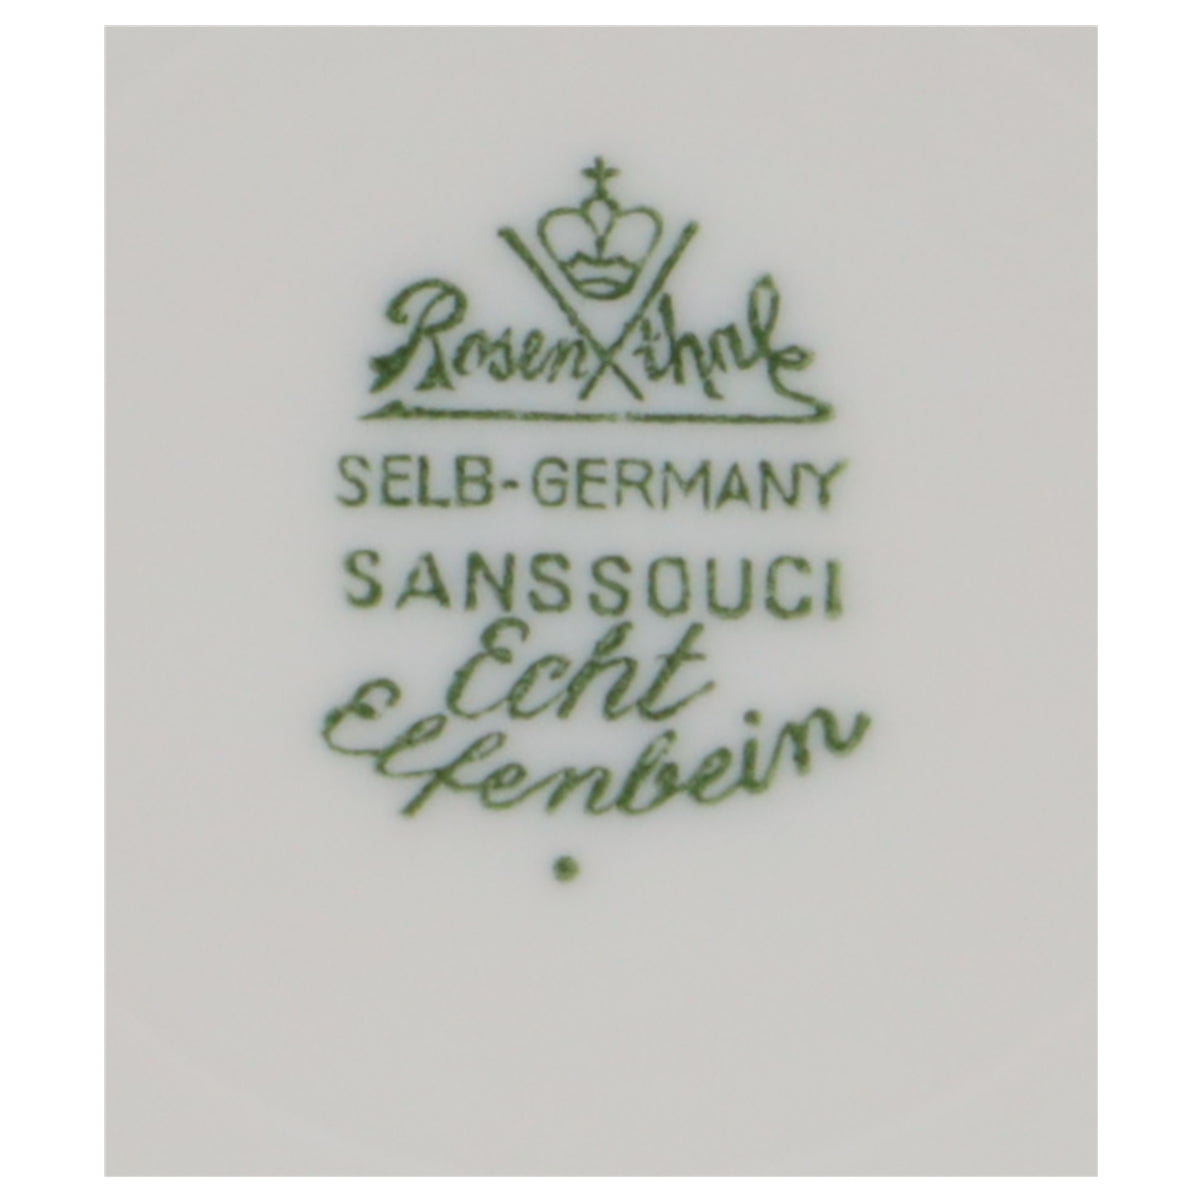 Rosenthal
SELB-GERMANY
SANSSOUCI
Echt
Elfenbein